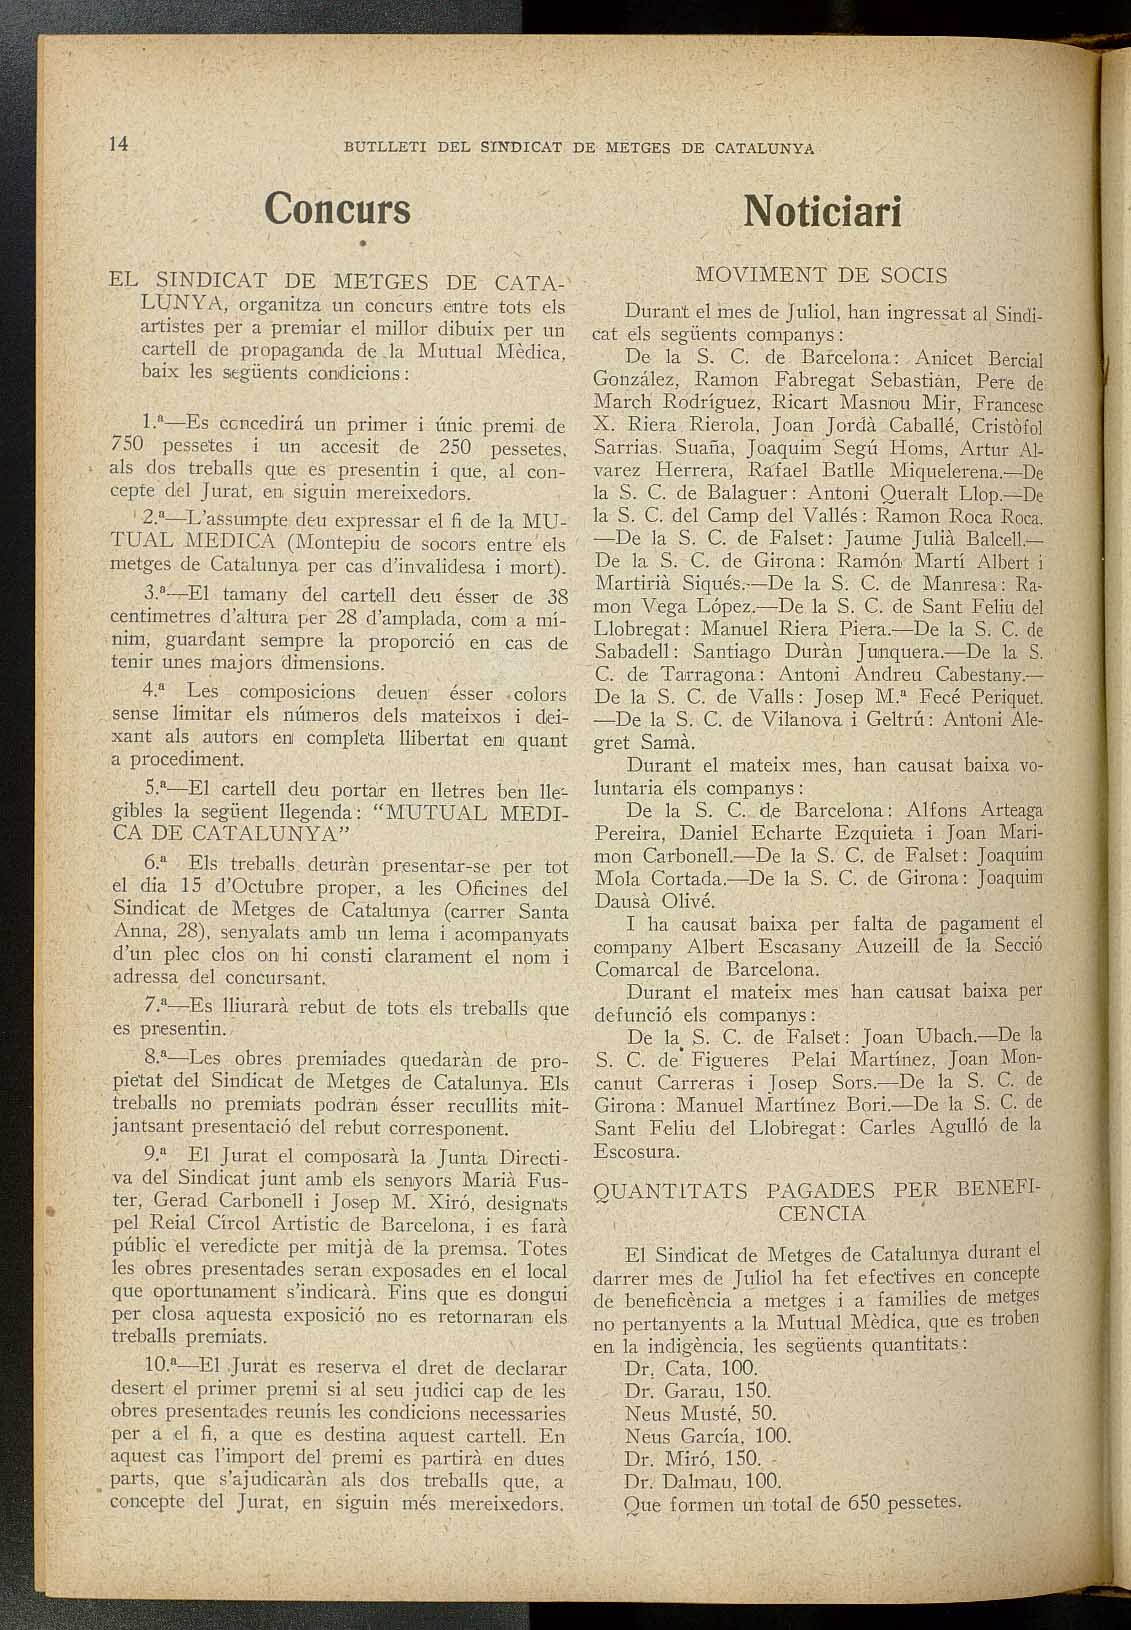 14
BUTLLETI DEL SINDICAT DE METGES DE CATALUNYA
Concurs
EL SINDICAT DE METGES DE CATA-
LUNYA, organitza un concurs entre tots els
artistes per a premiar el millor dibuix per un
cartell de propaganda de la Mutual Mèdica,
baix les següents condicions:
1.ª—Es concedirá un primer i únic premi de
750 pessetes i un accesit de 250 pessetes,
als dos treballs que es presentin i que, al con-
cepte del Jurat, en siguin mereixedors.
2.ª—L'assumpte deu expressar el fi de la MU-
TUAL MEDICA (Montepiu de socors entre els
metges de Catalunya per cas d'invalidesa i mort).
3.ª—El tamany del cartell deu ésser de 38
centimetres d'altura per 28 d'amplada, com a mí-
nim, guardant sempre la proporció en cas de
tenir unes majors dimensions.
4.ª Les composicions deuen ésser colors
sense limitar els números dels mateixos i dei-
xant als autors en completa llibertat en quant
a procediment.
5.ª—El cartell deu portar en lletres ben lle-
gibles la següent llegenda: "MUTUAL MEDI-
CA DE CATALUNYA"
6.ª Els treballs deuràn presentar-se per tot
el dia 15 d'Octubre proper, a les Oficines del
Sindicat de Metges de Catalunya (carrer Santa
Anna, 28), senyalats amb un lema i acompanyats
d'un plec clos on hi consti clarament el nom i
adressa del concursant.
7.ª—Es lliurarà rebut de tots els treballs que
es presentin.
8.ª—Les obres premiades quedaràn de pro-
pietat del Sindicat de Metges de Catalunya. Els
treballs no premiats podràn ésser recullits mit-
jantsant presentació del rebut corresponent.
9.ª El Jurat el composarà la Junta Directi-
va del Sindicat junt amb els senyors Marià Fus-
ter, Gerad Carbonell i Josep M. Xiró, designats
pel Reial Círcol Artistic de Barcelona, i es farà
públic el veredicte per mitjà de la premsa. Totes
les obres presentades seran exposades en el local
que oportunament s'indicarà. Fins que es dongui
per closa aquesta exposició no es retornaran els
treballs premiats.
10.ª—El Jurat es reserva el dret de declarar
desert el primer premi si al seu judici cap de les
obres presentades reunís les condicions necessaries
per a el fi, a que es destina aquest cartell. En
aquest cas l'import del premi es partirà en dues
parts, que s'ajudicaràn als dos treballs que, a
concepte del Jurat, en siguin més mereixedors.
Noticiari
MOVIMENT DE SOCIS
Durant el mes de Juliol, han ingressat al Sindi-
cat els següents companys:
De la S. C. de Barcelona: Anicet Bercial
González, Ramon Fabregat Sebastiàn, Pere de
March Rodríguez, Ricart Masnou Mir, Francesc
X. Riera Rierola, Joan Jordà Caballé, Cristòfol
Sarrias Suaña, Joaquim Segú Homs, Artur Al-
varez Herrera, Rafael Batlle Miquelerena.—De
la S. C. de Balaguer: Antoni Queralt Llop.—De
la S. C. del Camp del Vallés: Ramon Roca Roca.
—De la S. C. de Falset: Jaume Julià Balcell.—
De la S. C. de Girona: Ramón Martí Albert i
Martirià Siqués.—De la S. C. de Manresa: Ra-
mon Vega López.—De la S. C. de Sant Feliu del
Llobregat: Manuel Riera Piera.—De la S. C. de
Sabadell: Santiago Duràn Junquera.—De la S.
C. de Tarragona: Antoni Andreu Cabestany.—
De la S. C. de Valls: Josep M.ª Fecé Periquet.
—De la S. C. de Vilanova i Geltrú: Antoni Ale-
gret Samà.
Durant el mateix mes, han causat baixa vo-
luntaria els companys:
De la S. C. de Barcelona: Alfons Arteaga
Pereira, Daniel Echarte Ezquieta i Joan Mari-
mon Carbonell.—De la S. C. de Falset: Joaquim
Mola Cortada.—De la S. C. de Girona: Joaquim
Dausà Olivé.
I ha causat baixa per falta de pagament el
company Albert Escasany Auzeill de la Secció
Comarcal de Barcelona.
Durant el mateix mes han causat baixa per
defunció els companys:
De la S. C. de Falset: Joan Ubach.—De la
S. C. de Figueres Pelai Martínez, Joan Mon-
canut Carreras i Josep Sors.—De la S. C. de
Girona: Manuel Martínez Bori.—De la S. C. de
Sant Feliu del Llobregat: Carles Agulló de la
Escosura.
QUANTITATS PAGADES PER BENEFI-
CENCIA
El Sindicat de Metges de Catalunya durant el
darrer mes de Juliol ha fet efectives en concepte
de beneficència a metges i a families de metges
no pertanyents a la Mutual Mèdica, que es troben
en la indigència, les següents quantitats:
Dr. Cata, 100.
Dr. Garau, 150.
Neus Musté, 50.
Neus García, 100.
Dr. Miró, 150.
Dr. Dalmau, 100.
Que formen un total de 650 pessetes.